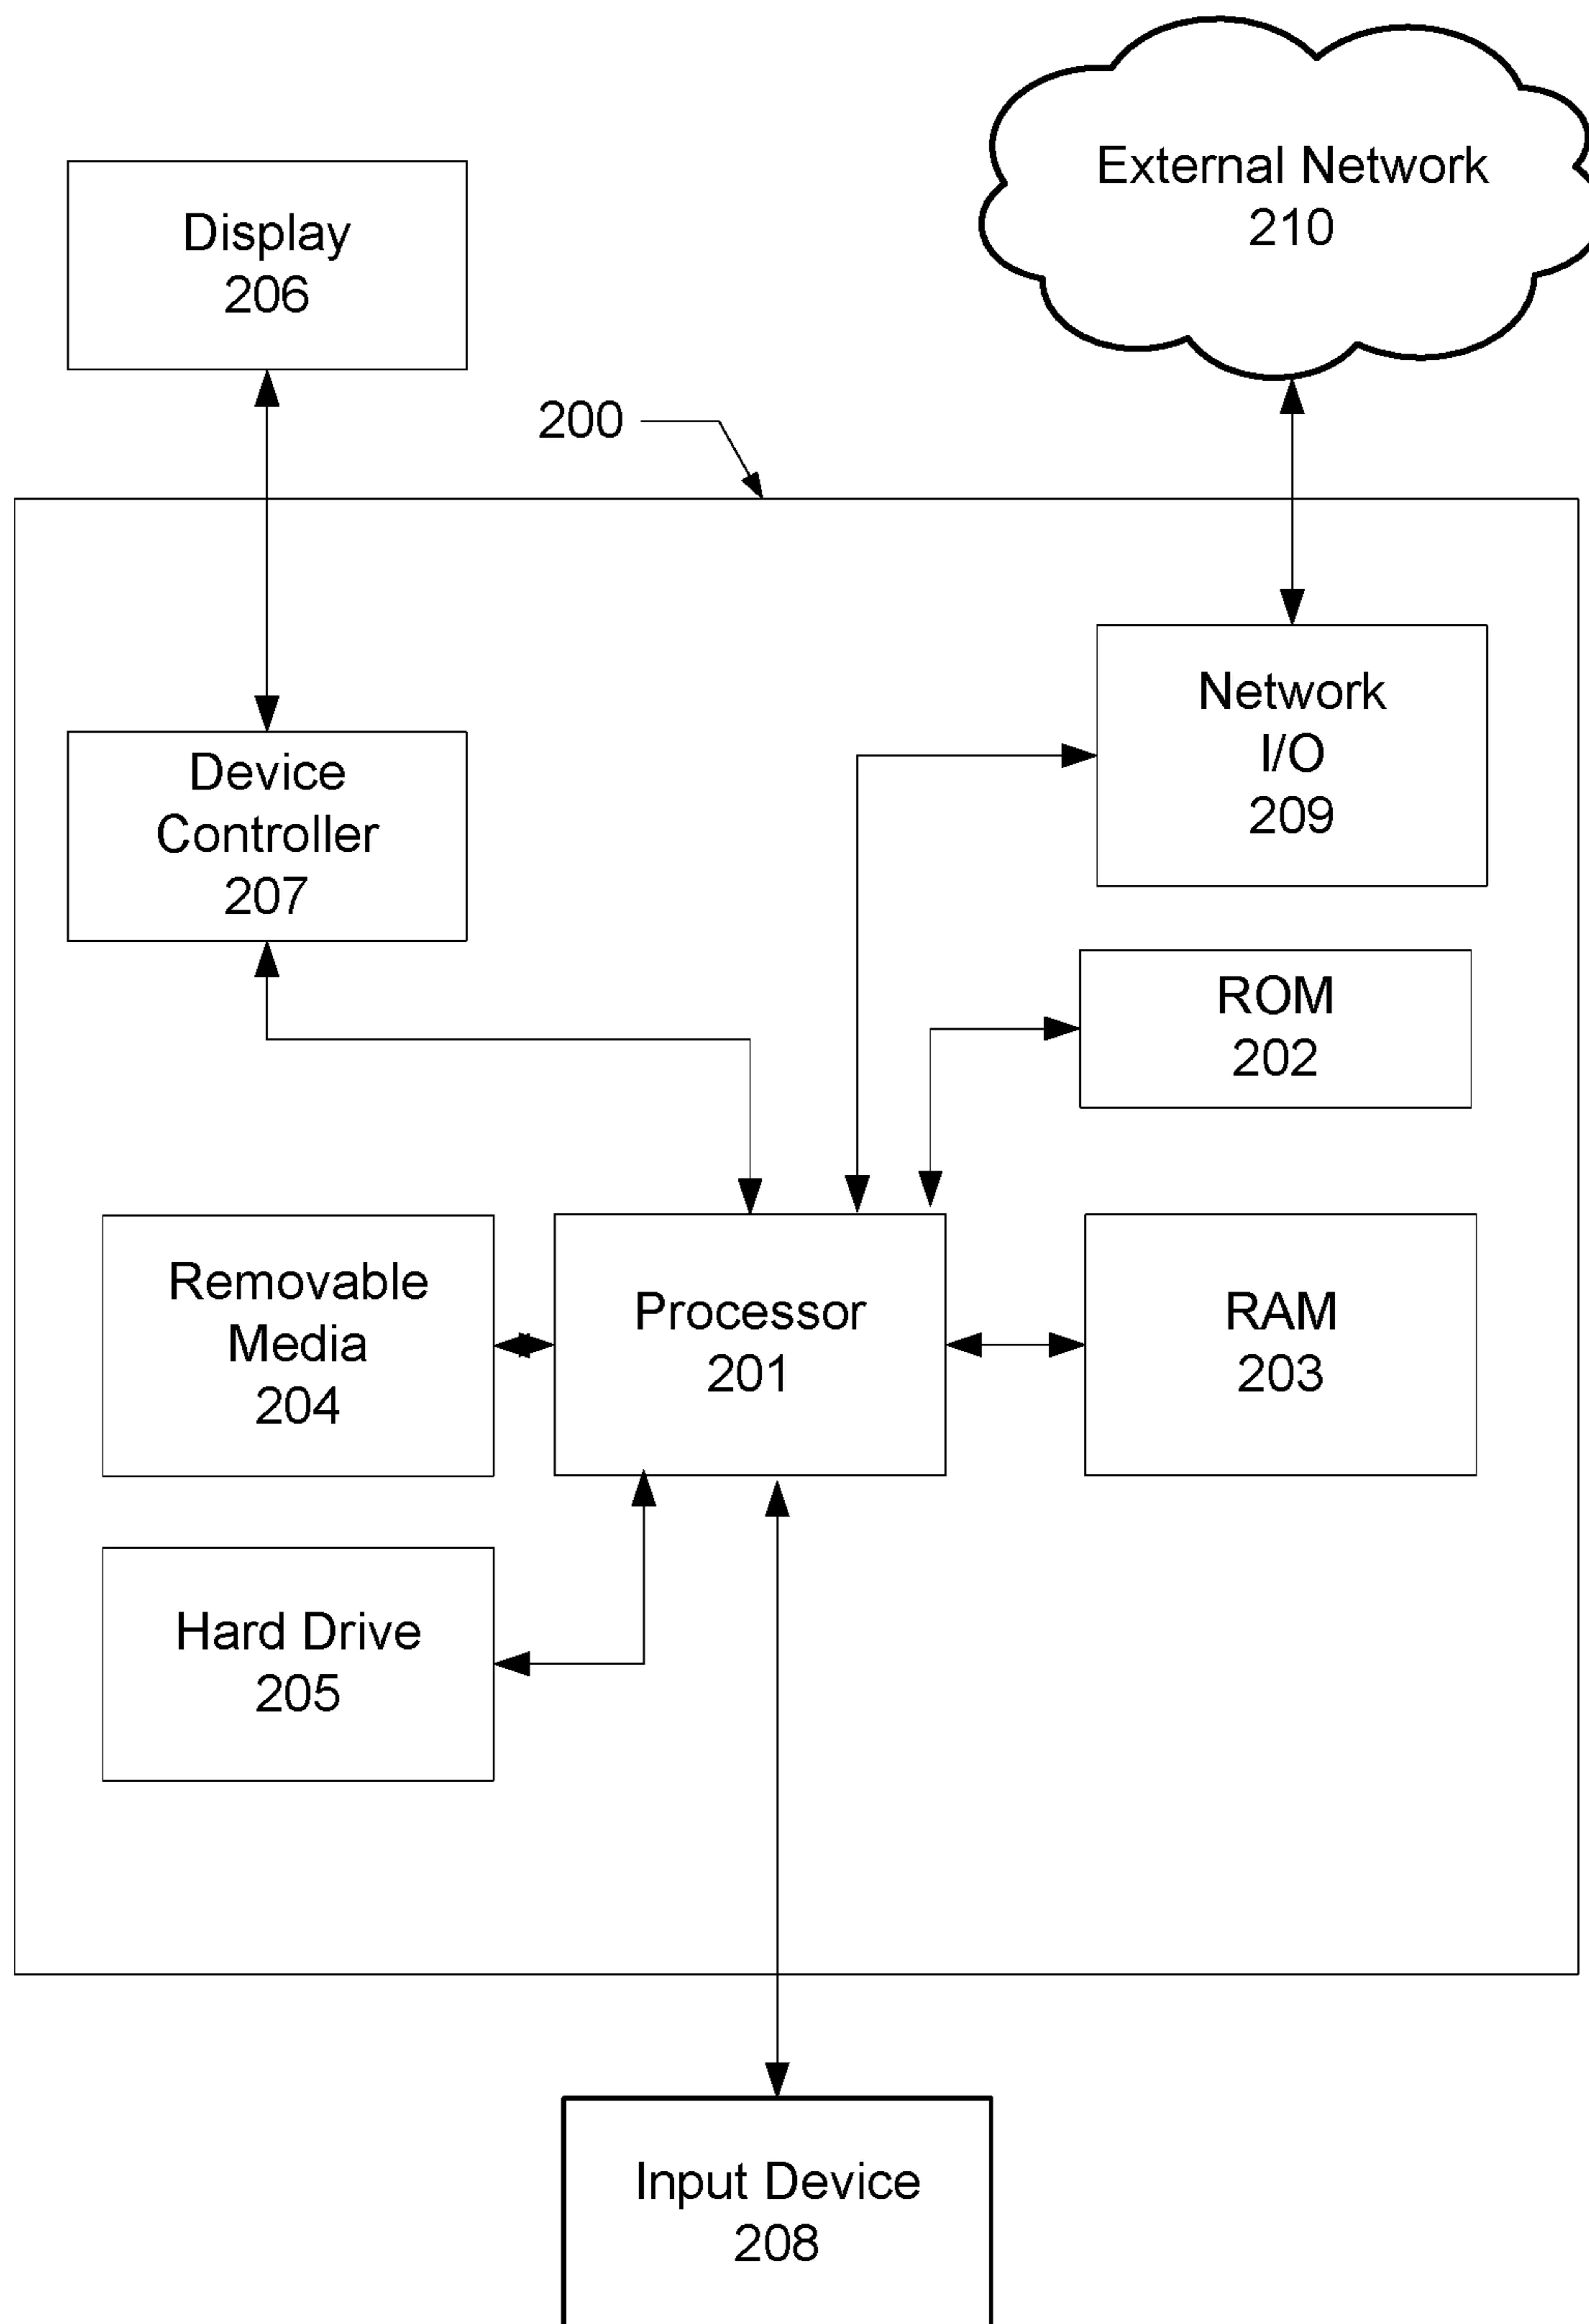 External Network
210
Display
206
200
Network
I/O
209
Device
Controller
207
ROM
202
Removable
Media
204
Processor
201
RAM
203
Hard Drive
205
Input Device
208